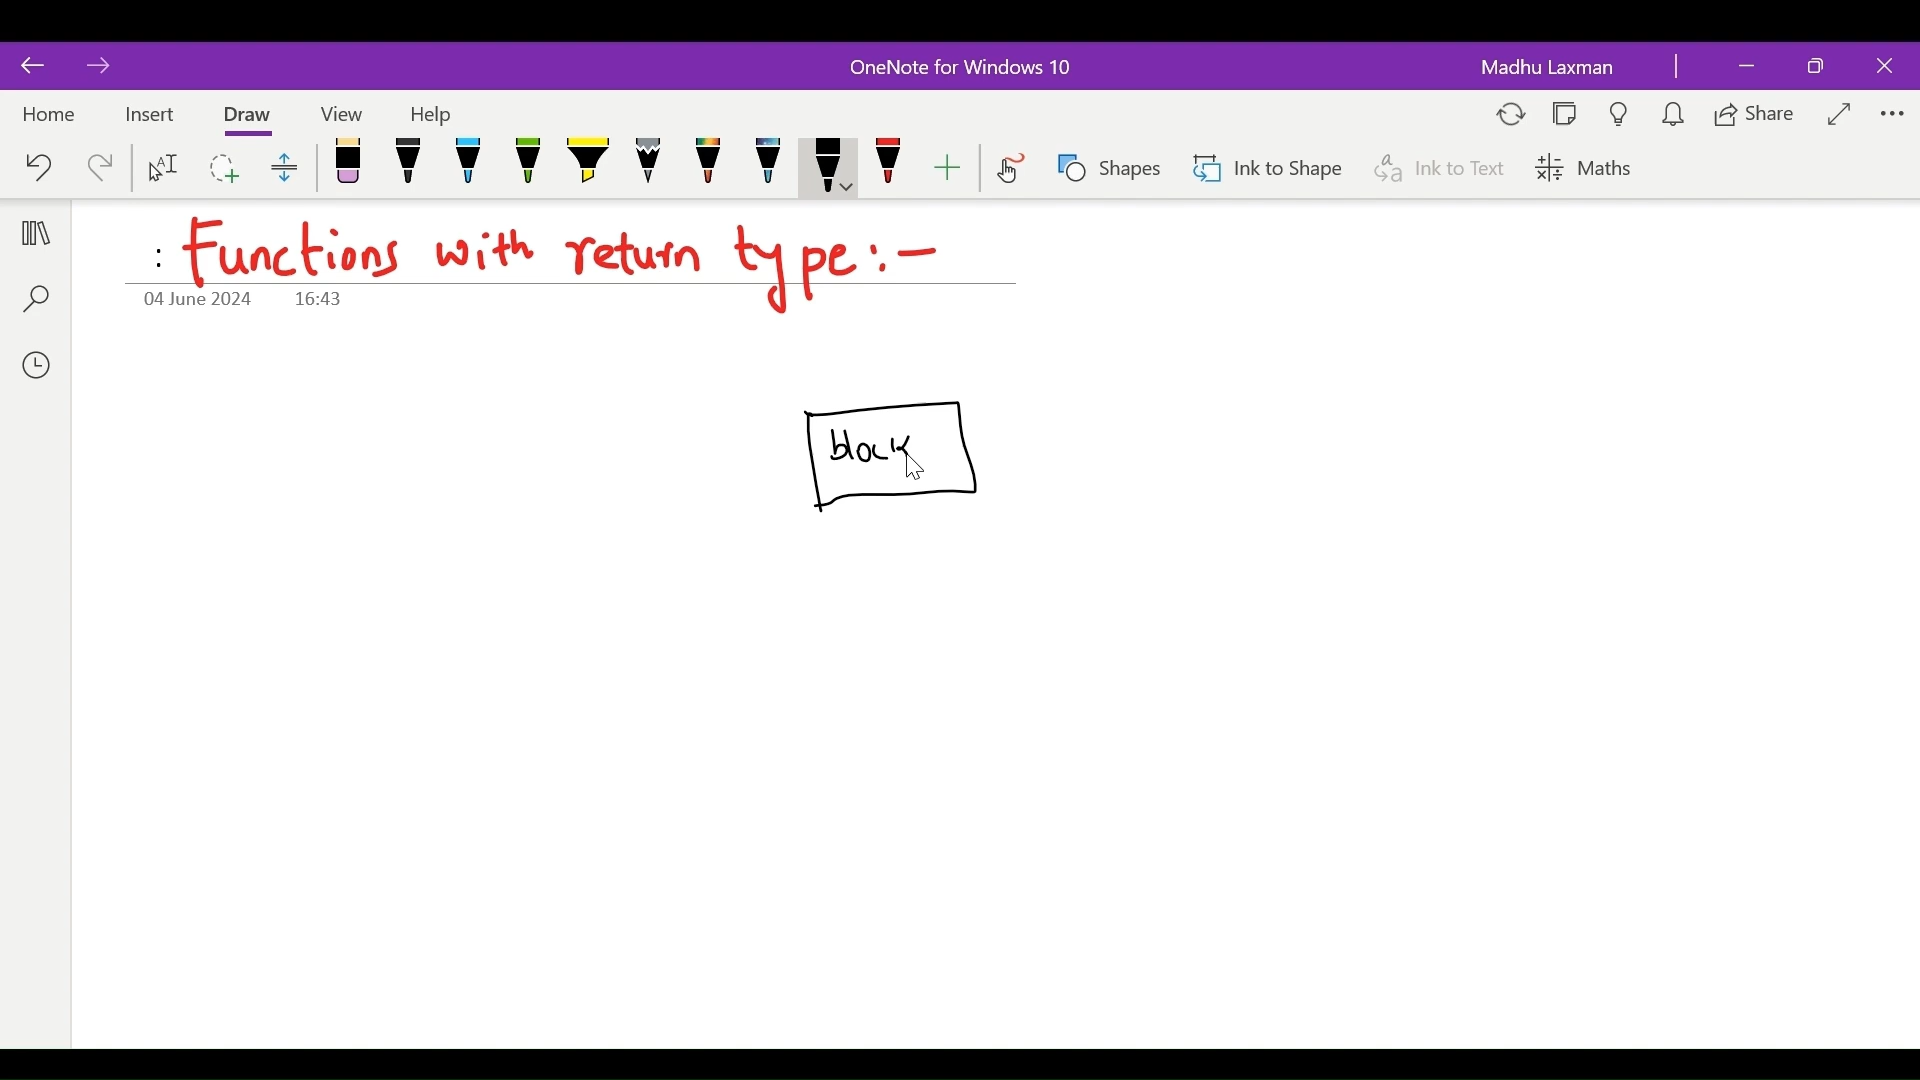 OneNote for Windows 10
Madhu Laxman
Home Insert Draw View Help
Share
Shapes Ink to Shape Ink to Text Maths
: Functions with return type:-
04 June 2024 16:43
block